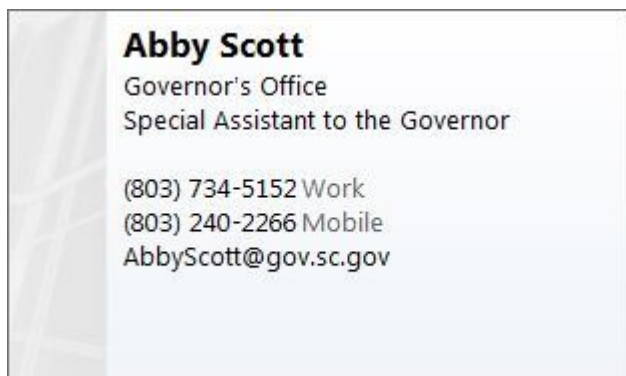 Abby Scott
Governor's Office
Special Assistant to the Governor
(803) 734-5152 Work
(803) 240-2266 Mobile
AbbyScott@gov.sc.gov